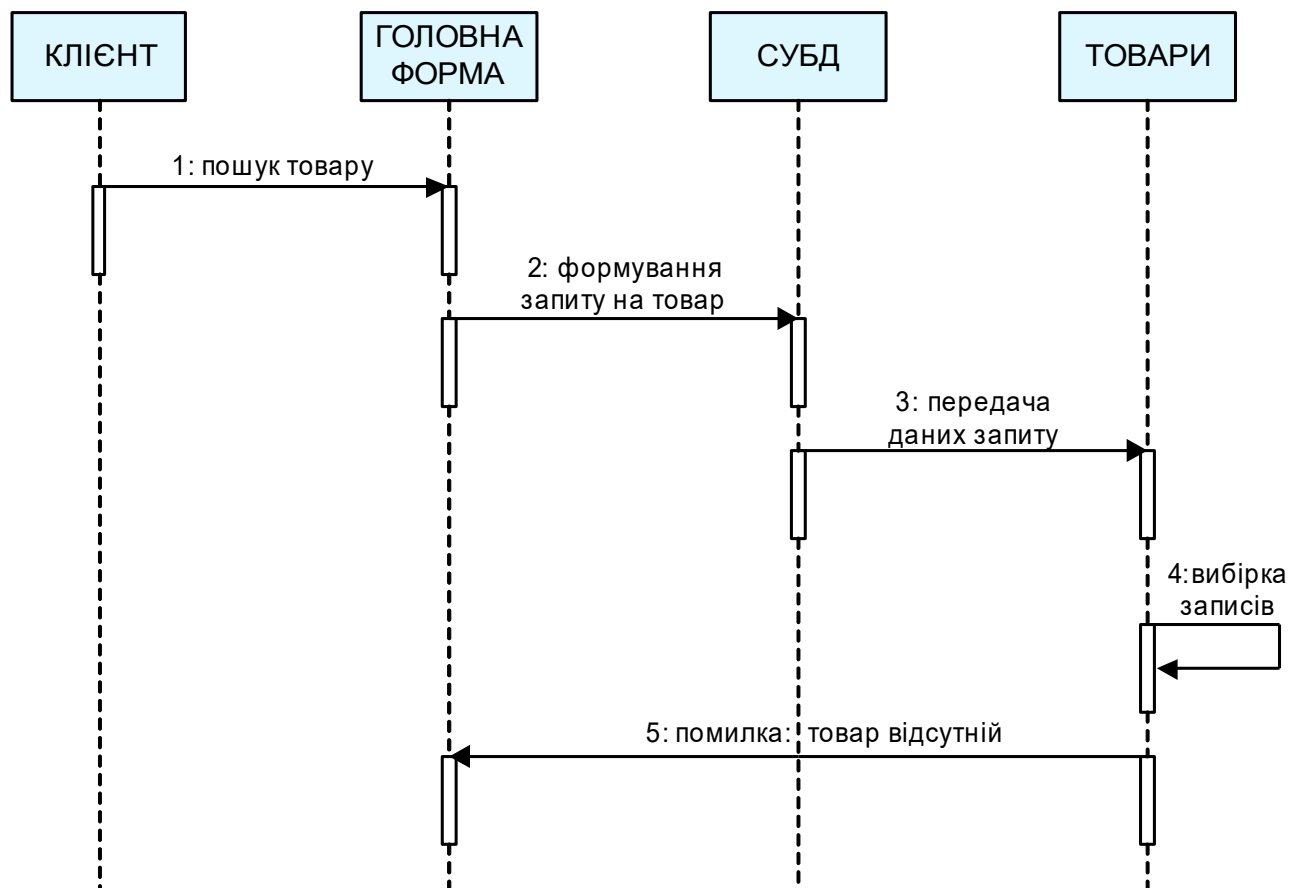 КЛІЄНТ
ГОЛОВНА
ФОРМА
СУБД
ТОВАРИ
1: пошук товару
2: формування
запиту на товар
3: передача
даних запиту
4:вибірка
записів
5: помилка: товар відсутній